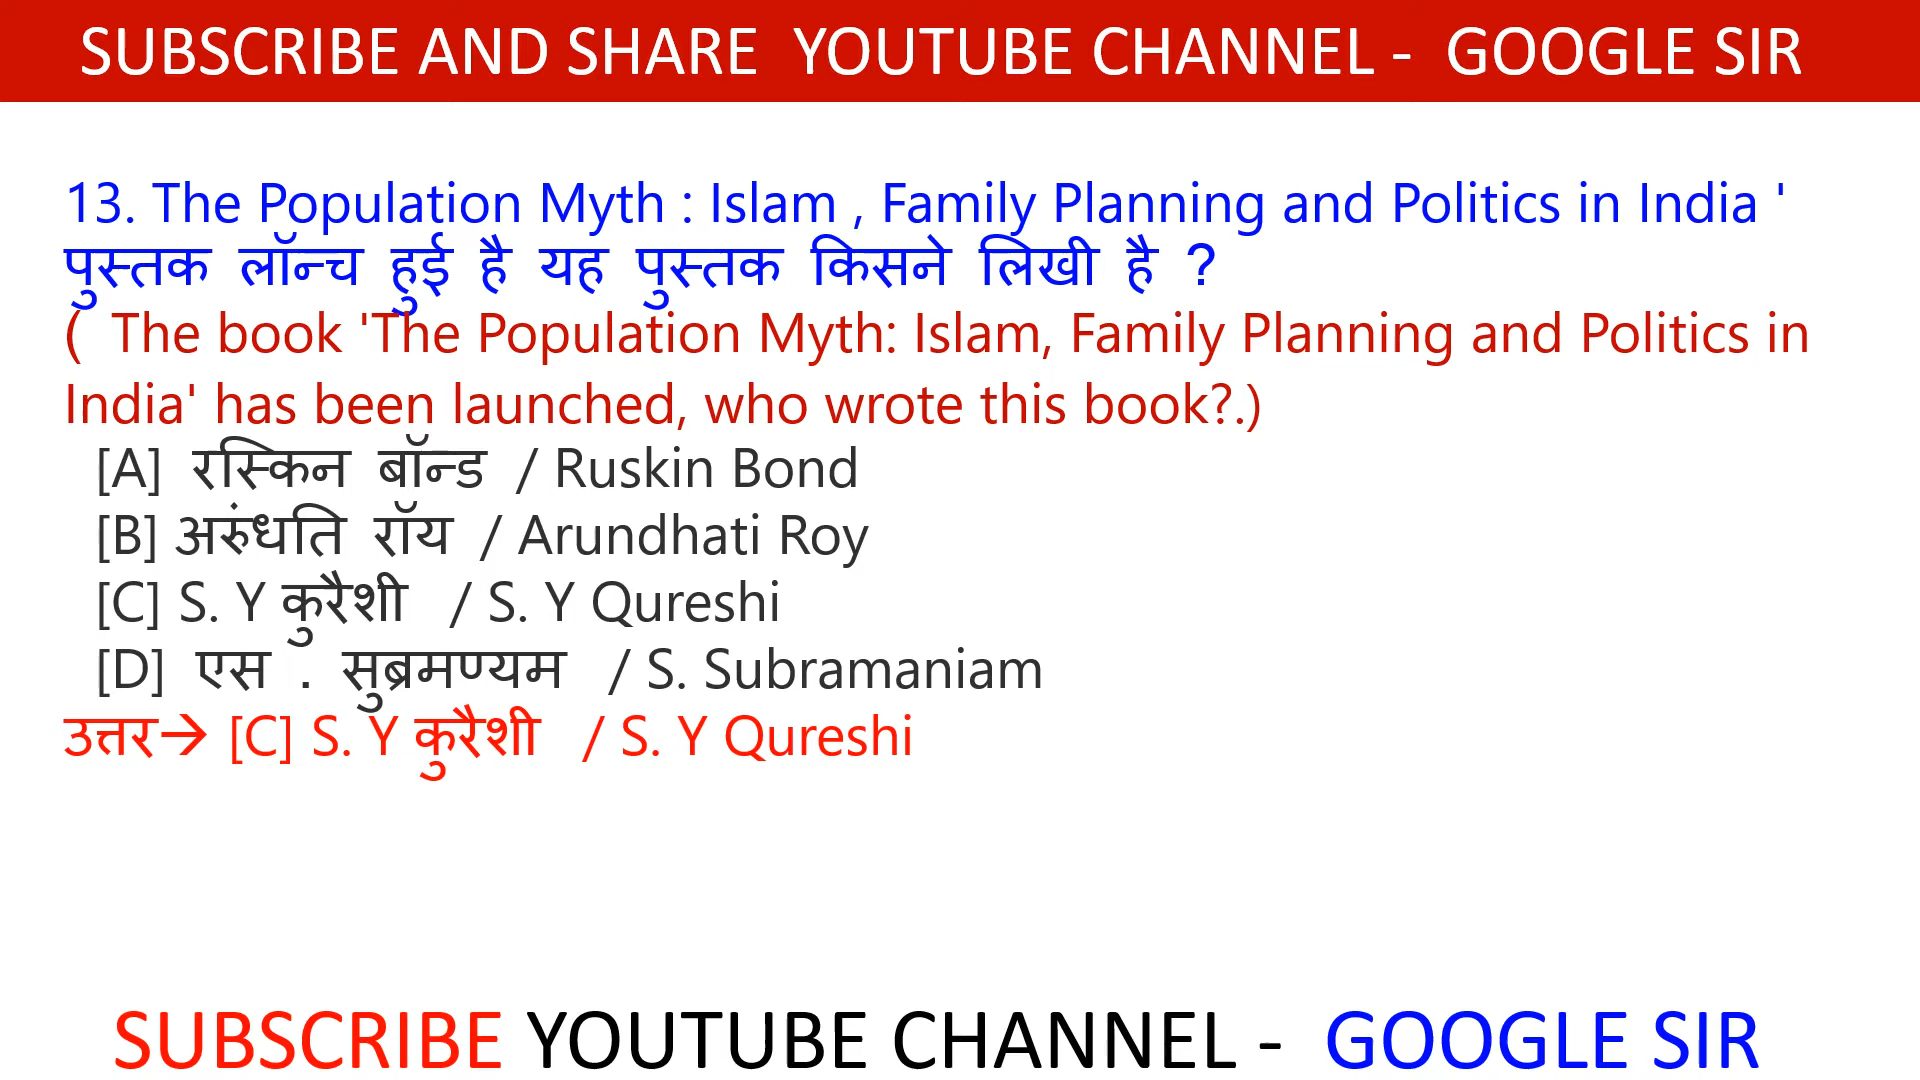 SUBSCRIBE AND SHARE YOUTUBE CHANNEL - GOOGLE SIR
13. The Population Myth : Islam , Family Planning and Politics in India '
पुस्तक लॉन्च हुई है यह पुस्तक किसने लिखी है ?
( The book 'The Population Myth: Islam, Family Planning and Politics in
India' has been launched, who wrote this book?.)
[A] रस्किन बॉन्ड / Ruskin Bond
[B] अरुंधति रॉय / Arundhati Roy
[C] S. Y कुरैशी / S. Y Qureshi
[D] एस . सुब्रमण्यम / S. Subramaniam
उत्तर→ [C] S. Y कुरैशी / S. Y Qureshi
SUBSCRIBE YOUTUBE CHANNEL - GOOGLE SIR